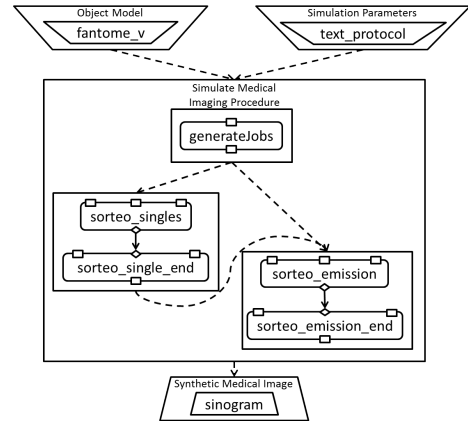 Object Model
fantome_v
Simulation Parameters
text_protocol
Simulate Medical
Imaging Procedure
generateJobs
sorteo_singles
sorteo_single_end
sorteo_emission
sorteo_emission_end
Synthetic Medical Image
sinogram